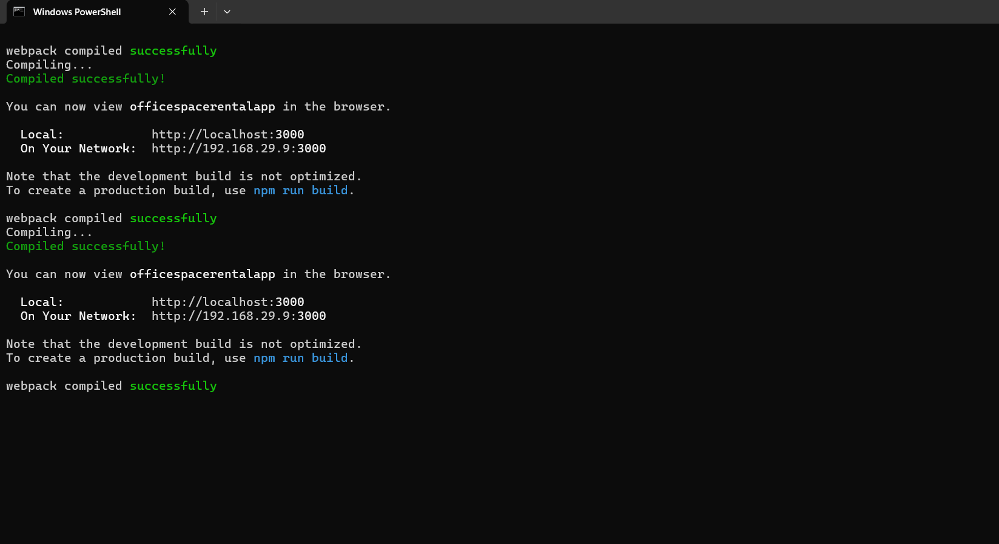 Windows PowerShell
webpack compiled successfully
Compiling...
Compiled successfully!
You can now view officespacerentalapp in the browser.
Local: http://localhost:3000
On Your Network: http://192.168.29.9:3000
Note that the development build is not optimized.
To create a production build, use npm run build.
webpack compiled successfully
Compiling...
Compiled successfully!
You can now view officespacerentalapp in the browser.
Local: http://localhost:3000
On Your Network: http://192.168.29.9:3000
Note that the development build is not optimized.
To create a production build, use npm run build.
webpack compiled successfully